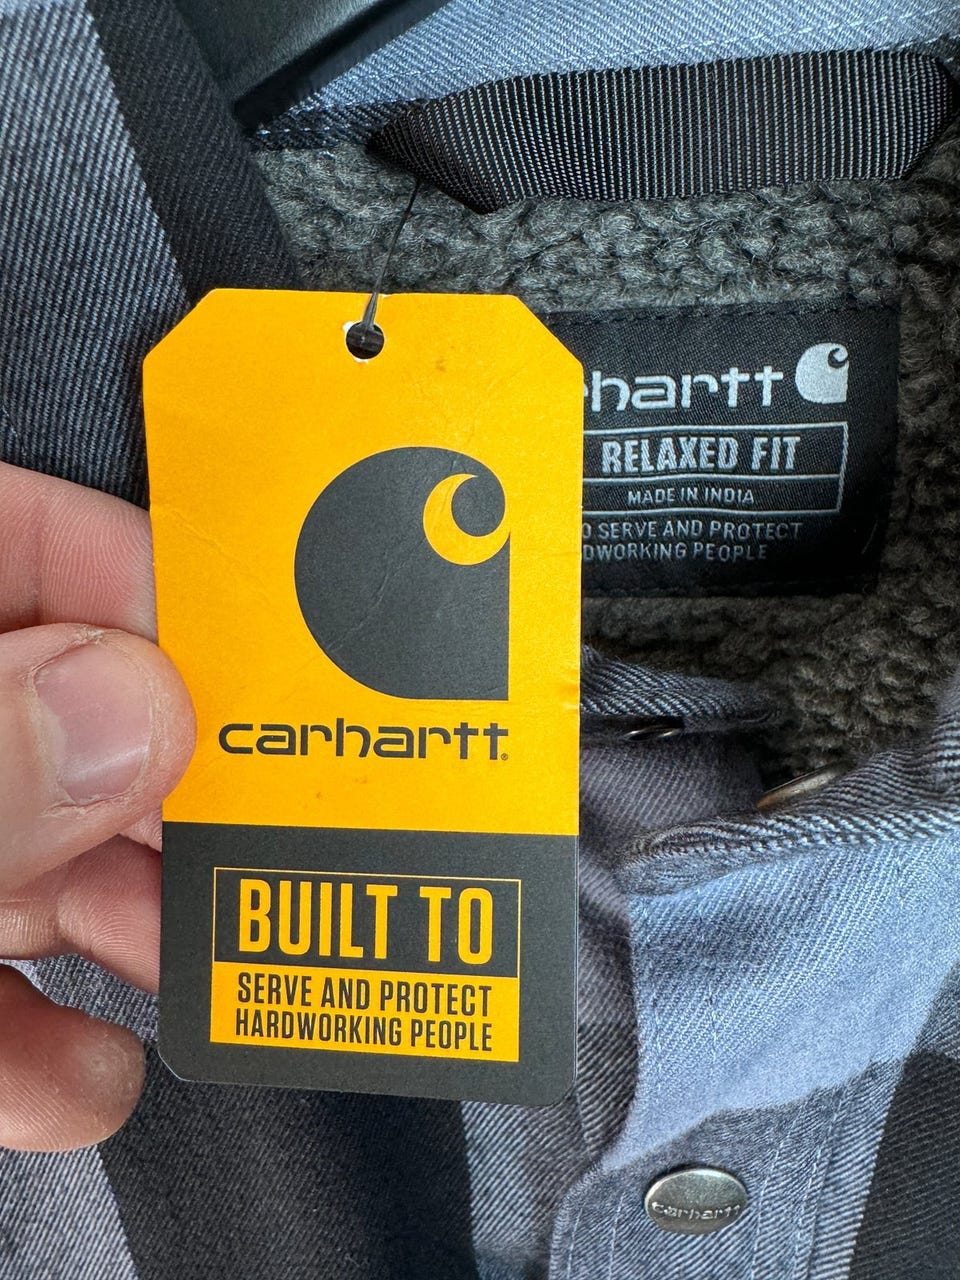 carhartt.
BUILT TO
SERVE AND PROTECT
HARDWORKING PEOPLE
hartt
RELAXED FIT
MADE IN INDIA
O SERVE AND PROTECT
DWORKING PEOPLE
carhartt